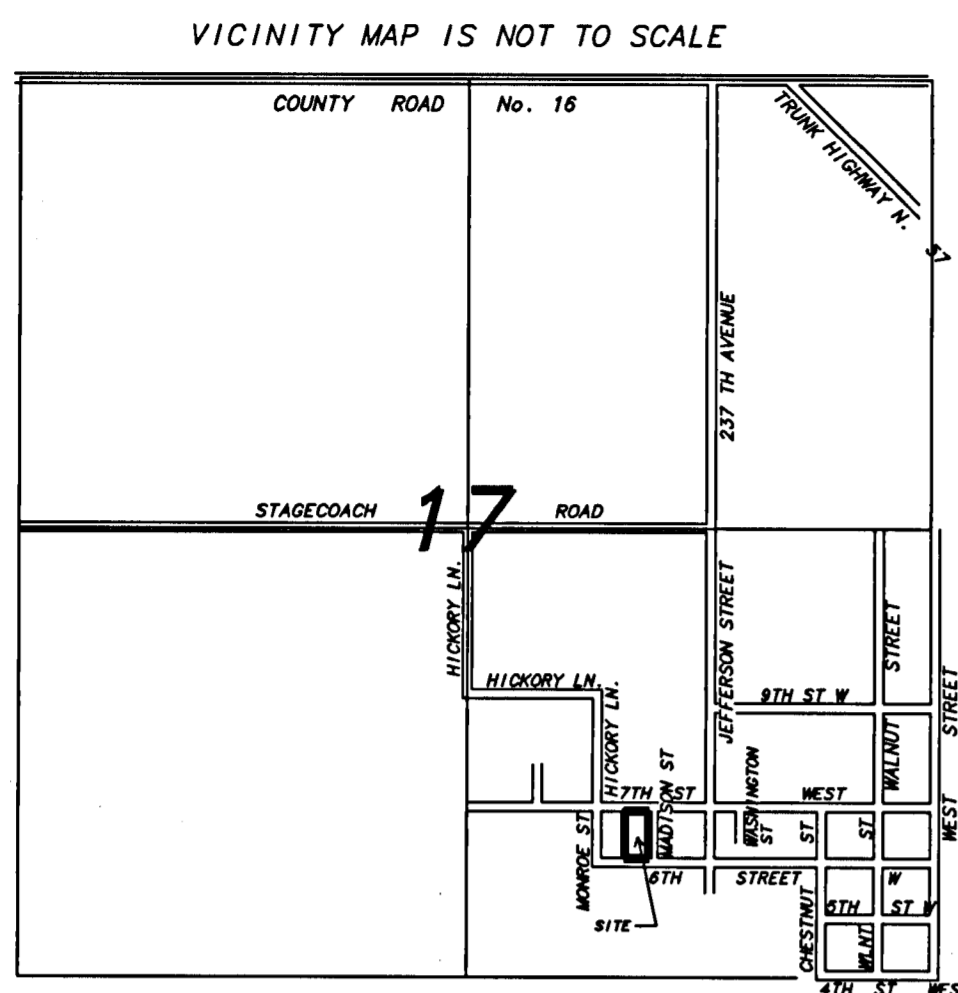 VICINITY MAP IS NOT TO SCALE
COUNTY ROAD No. 16
TRUNK HIGHWAY N. 57
237 TH AVENUE
STAGECOACH ROAD
17
HICKORY LN.
HICKORY LN.
HICKORY LN.
JEFFERSON STREET
9TH ST W
WALNUT STREET
WEST STREET
7TH ST WEST
MADISON ST
WASHINGTON ST
MONROE ST
ST
ST
6TH STREET W
SITE
CHESTNUT
5TH ST W
WLNT
4TH ST WES